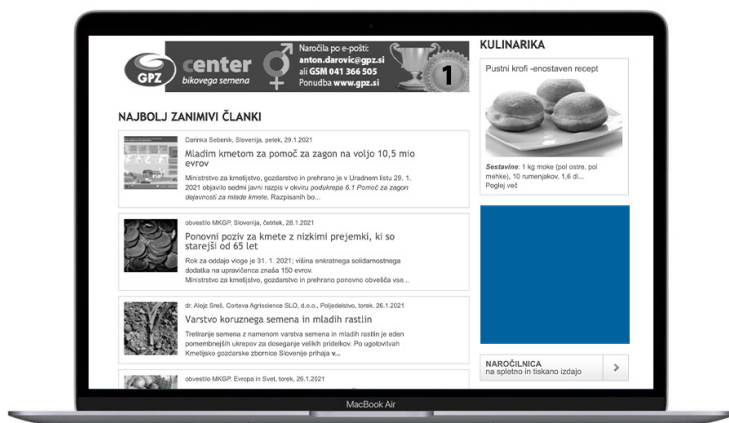 GPZ
center
bikovega semena
Naročila po e-pošti:
anton.darovic@gpz.si
ali GSM 041 366 505
Ponudba www.gpz.si
1
NAJBOLJ ZANIMIVI ČLANKI
Darinka Sebenik, Slovenija, petek, 29.1.2021
Mladim kmetom za pomoč za zagon na voljo 10,5 mio
evrov
Ministrstvo za kmetijstvo, gozdarstvo in prehrano je v Uradnem listu 29. 1.
2021 objavilo sedmi javni razpis v okviru podukrepa 6.1 Pomoč za zagon
dejavnosti za mlade kmete. Razpisanih bo...
obvestilo MKGP, Slovenija, četrtek, 28.1.2021
Ponovni poziv za kmete z nizkimi prejemki, ki so
starejši od 65 let
Rok za oddajo vloge je 31. 1. 2021; višina enkratnega solidarnostnega
dodatka na upravičenca znaša 150 evrov.
Ministrstvo za kmetijstvo, gozdarstvo in prehrano ponovno obvešča vse...
dr. Alojz Sreš, Corteva Agriscience SLO, d.o.o., Poljedelstvo, torek, 26.1.2021
Varstvo koruznega semena in mladih rastlin
Tretiranje semena z namenom varstva semena in mladih rastlin je eden
pomembnejših ukrepov za doseganje velikih pridelkov. Po ugotovitvah
Kmetijsko gozdarske zbornice Slovenije prihaja v...
obvestilo MKGP, Evropa in Svet, torek, 26.1.2021
KULINARIKA
Pustni krofi -enostaven recept
Sestavine: 1 kg moke (pol ostre, pol
mehke), 10 rumenjakov, 1,6 dl...
Poglej več
NAROČILNICA
na spletno in tiskano izdajo
MacBook Air